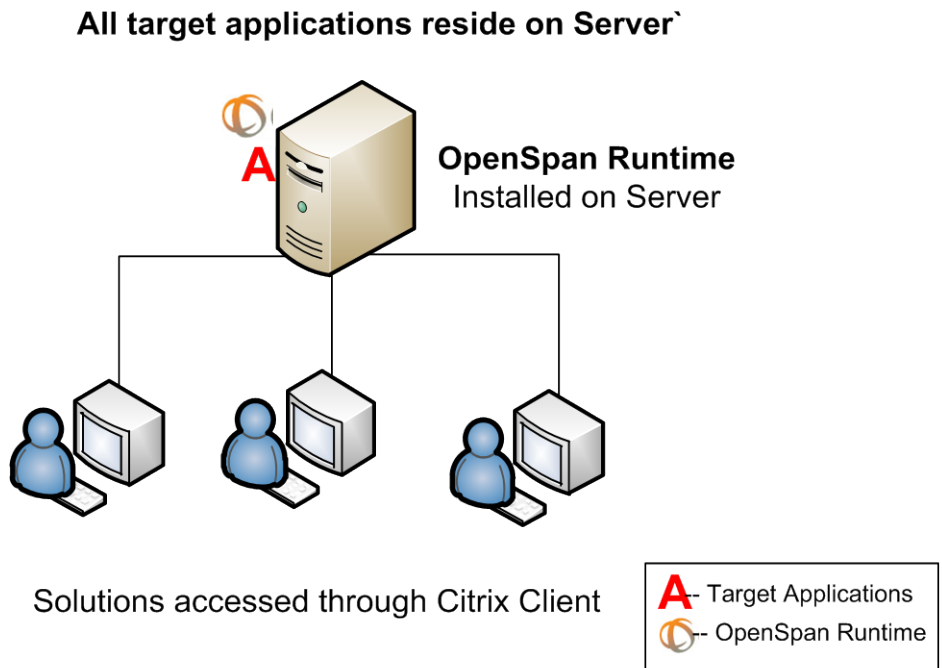 All target applications reside on Server`
A
OpenSpan Runtime
Installed on Server
Solutions accessed through Citrix Client
A-- Target Applications
-- OpenSpan Runtime